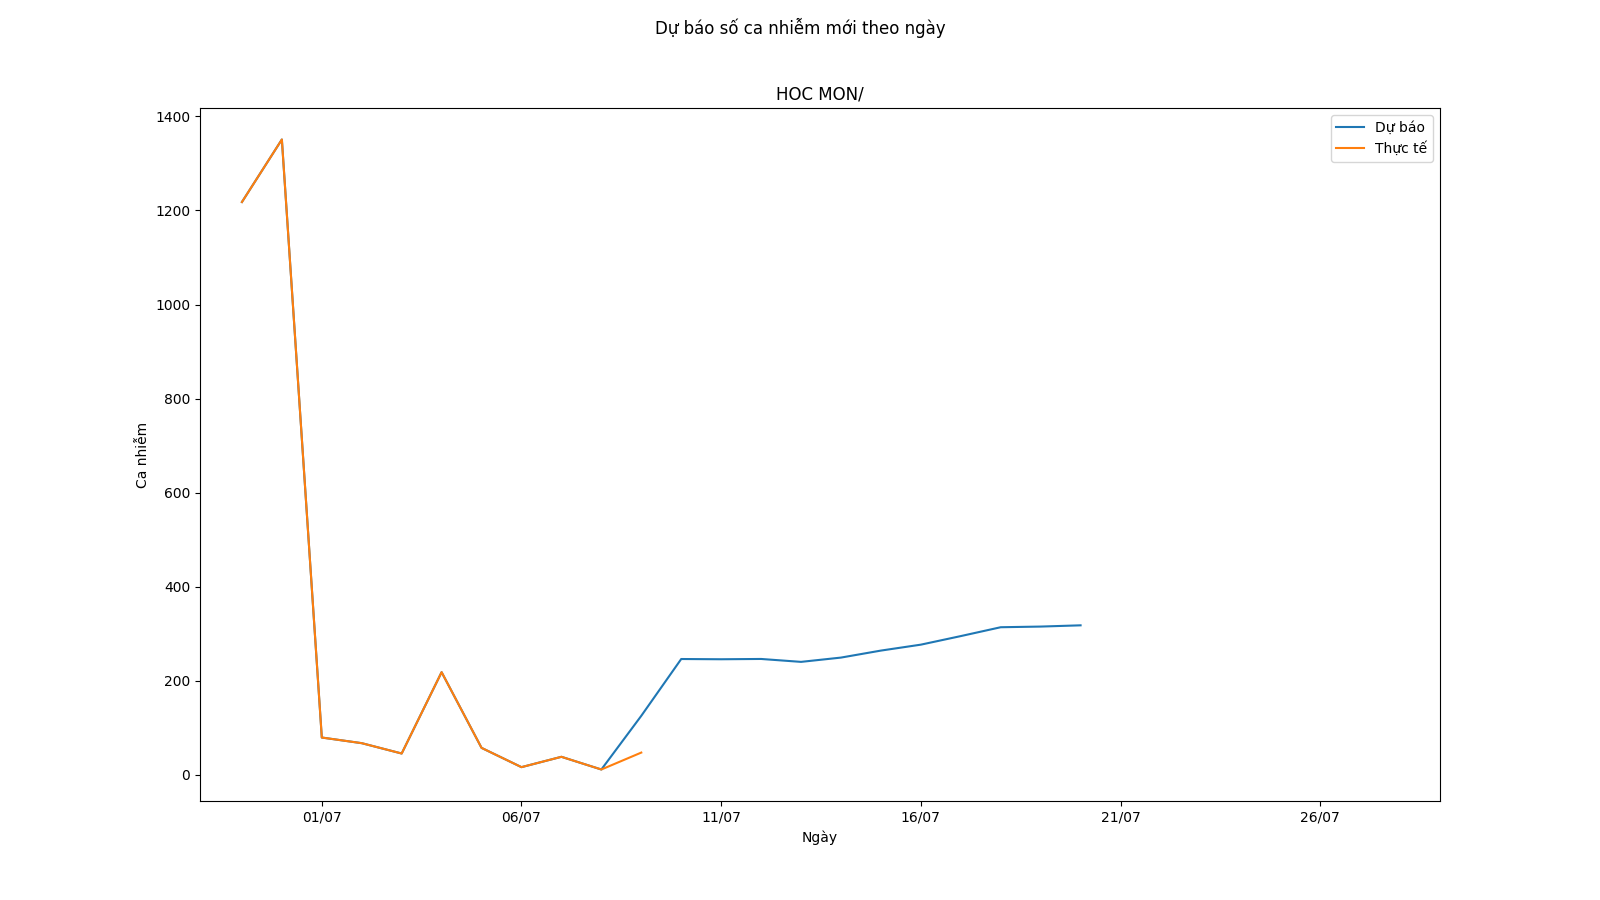 Dự báo số ca nhiễm mới theo ngày
HOC MON/
Dự báo
Thực tế
1400
1200
1000
800
600
400
200
0
Ca nhiễm
01/07
06/07
11/07
16/07
21/07
26/07
Ngày